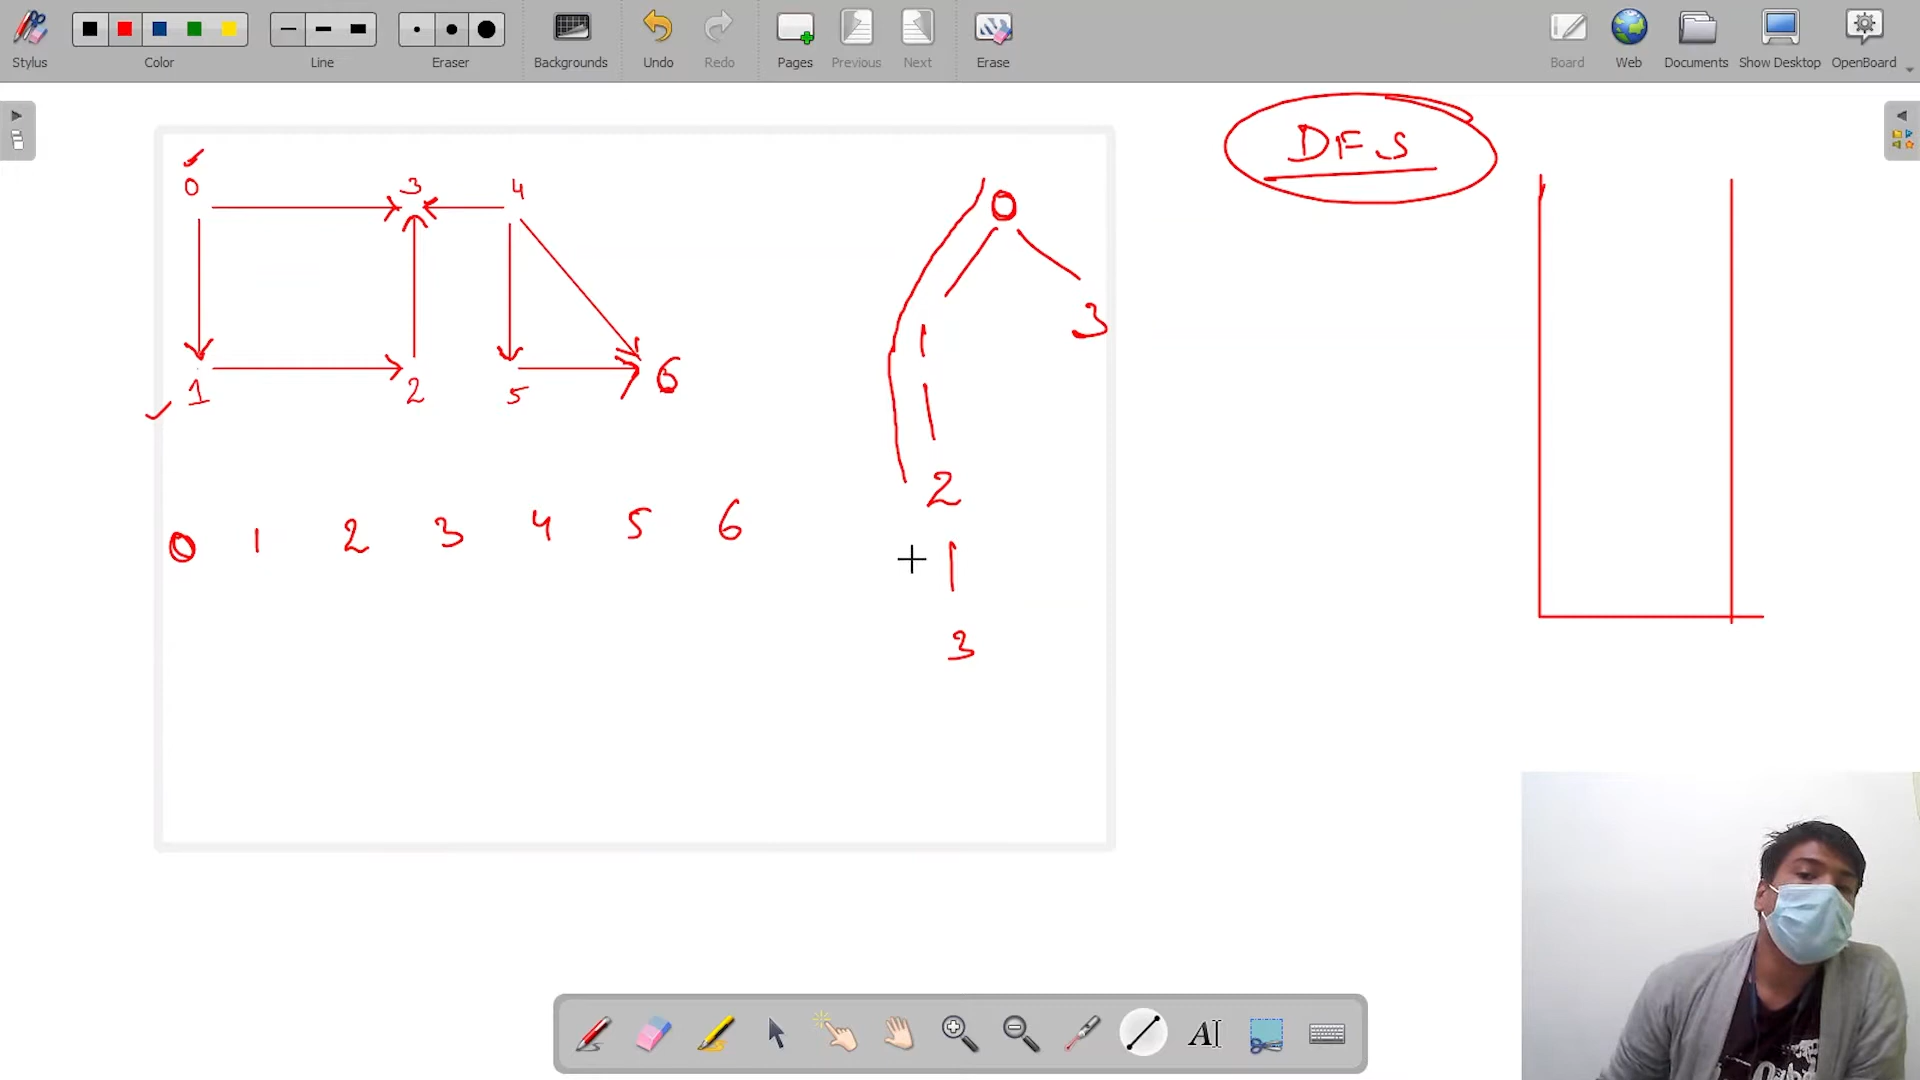 Stylus Color Line Eraser Backgrounds Undo Redo Pages Previous Next Erase Board Web Documents Show Desktop OpenBoard
DFS
0 3 4
1 2 5 6
0 1 2 3 4 5 6
0
1 3
2
3
AI